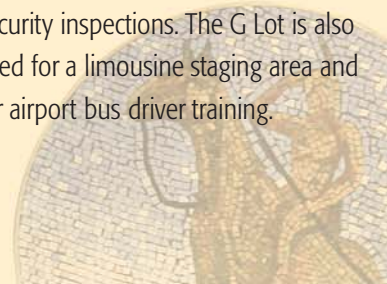 curity inspections. The G Lot is also
ed for a limousine staging area and
r airport bus driver training.